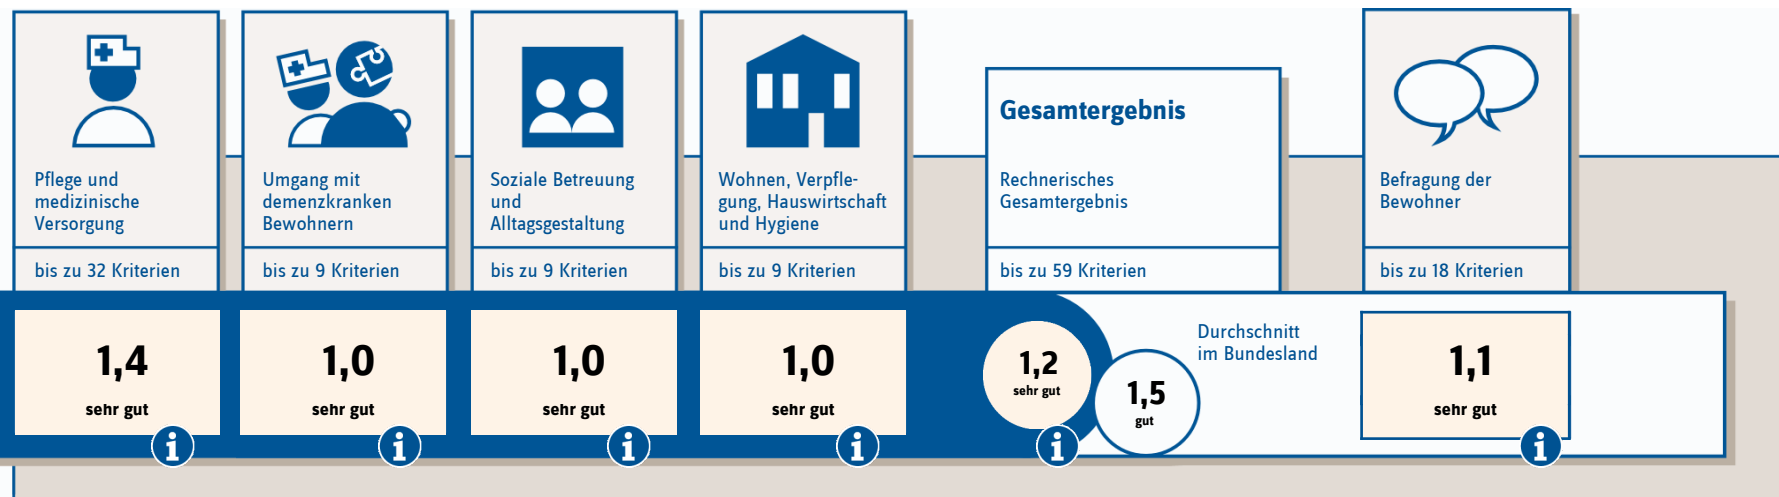 Pflege und
medizinische
Versorgung
bis zu 32 Kriterien
1,4
sehr gut
i
Umgang mit
demenzkranken
Bewohnern
bis zu 9 Kriterien
1,0
sehr gut
i
Soziale Betreuung
und
Alltagsgestaltung
bis zu 9 Kriterien
1,0
sehr gut
i
Wohnen, Verpfle-
gung, Hauswirtschaft
und Hygiene
bis zu 9 Kriterien
1,0
sehr gut
i
Gesamtergebnis
Rechnerisches
Gesamtergebnis
bis zu 59 Kriterien
1,2
sehr gut
i
1,5
gut
Durchschnitt
im Bundesland
Befragung der
Bewohner
bis zu 18 Kriterien
1,1
sehr gut
i